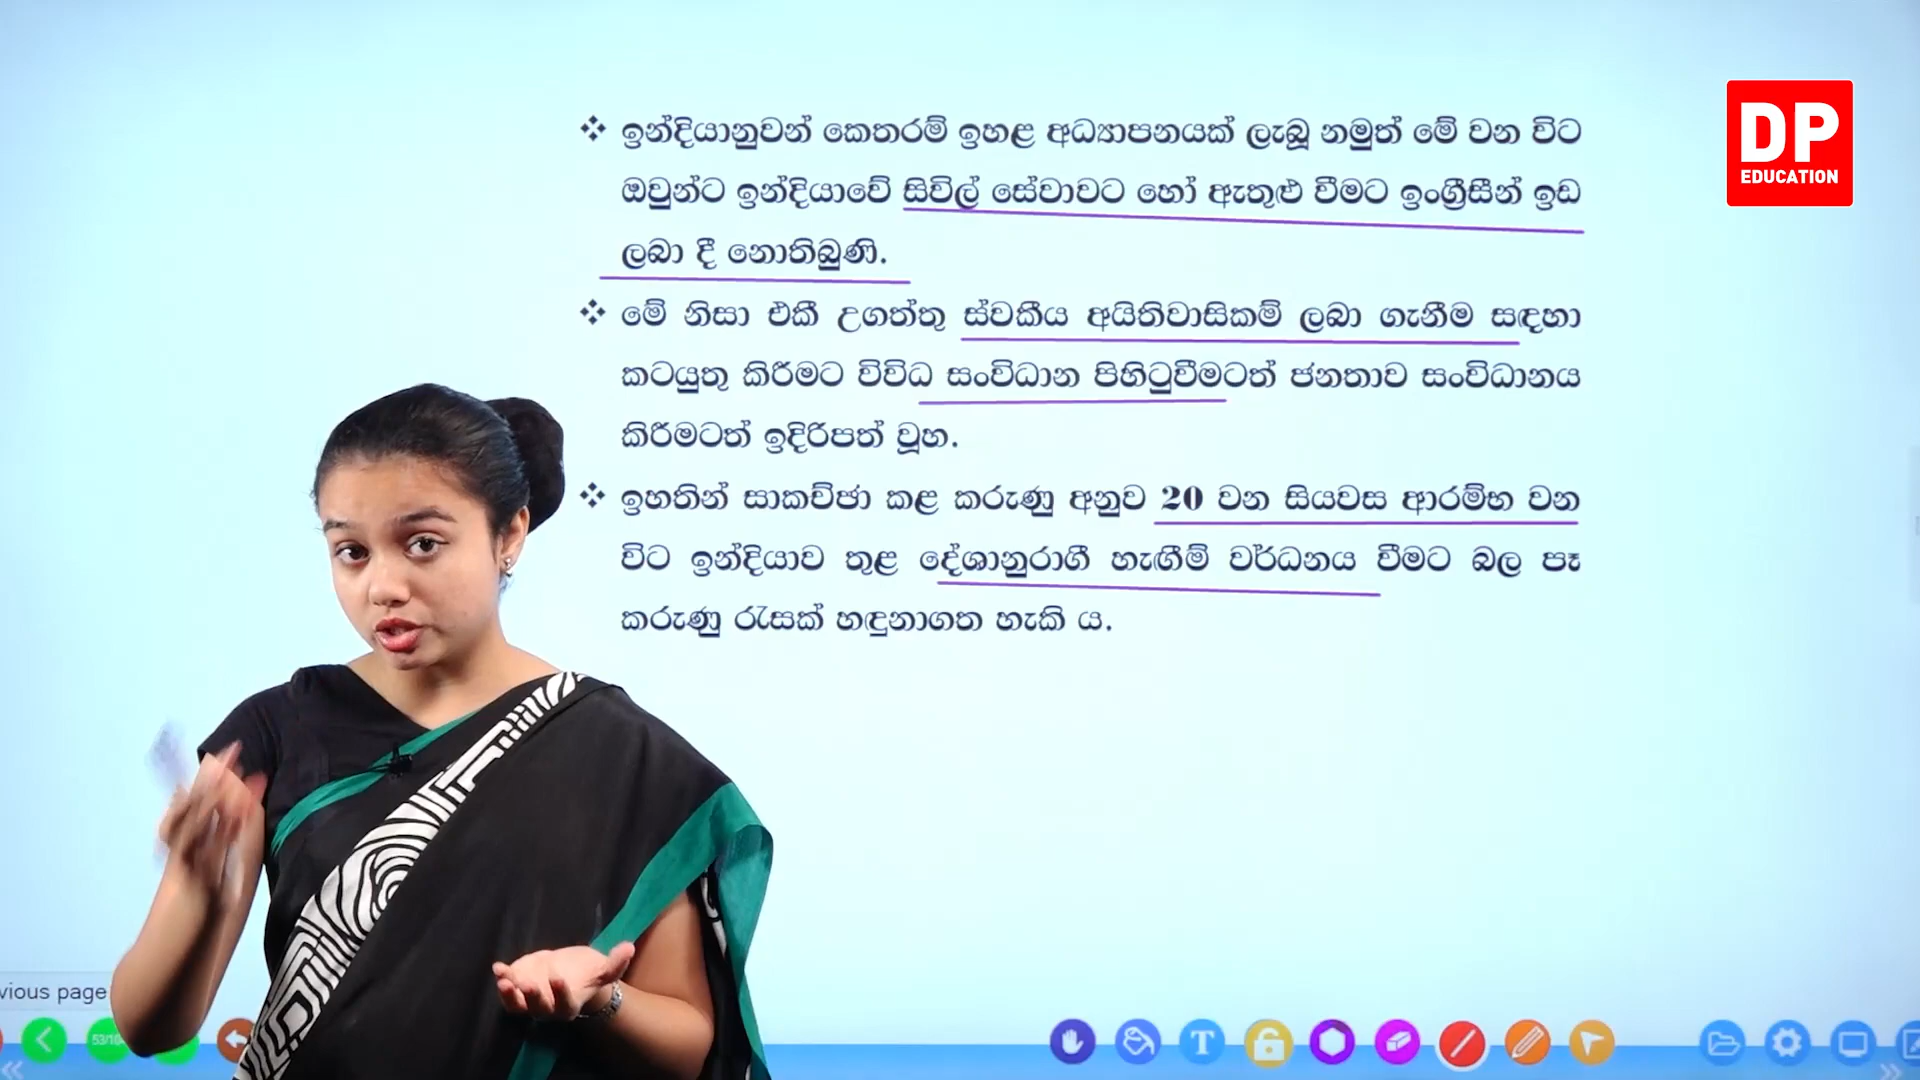 ❖ ඉන්දියානුවන් කෙතරම් ඉහළ අධ්‍යාපනයක් ලැබූ නමුත් මේ වන විට
ඔවුන්ට ඉන්දියාවේ සිවිල් සේවාවට හෝ ඇතුළු වීමට ඉංග්‍රීසීන් ඉඩ
ලබා දී නොතිබුණි.
❖ මේ නිසා එකී උගත්තු ස්වකීය අයිතිවාසිකම් ලබා ගැනීම සඳහා
කටයුතු කිරීමට විවිධ සංවිධාන පිහිටුවීමටත් ජනතාව සංවිධානය
කිරීමටත් ඉදිරිපත් වූහ.
❖ ඉහතින් සාකච්ඡා කළ කරුණු අනුව 20 වන සියවස ආරම්භ වන
විට ඉන්දියාව තුළ දේශානුරාගී හැඟීම් වර්ධනය වීමට බල පෑ
කරුණු රැසක් හඳුනාගත හැකි ය.
DP
EDUCATION
vious page
T